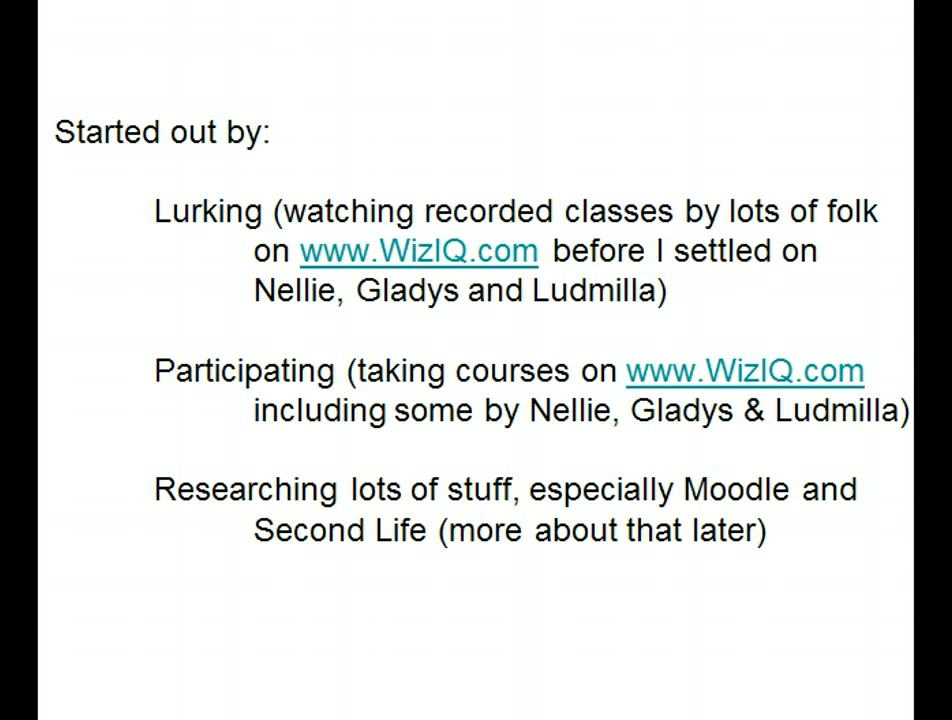 Started out by:
Lurking (watching recorded classes by lots of folk
on www.WizIQ.com before I settled on
Nellie, Gladys and Ludmilla)
Participating (taking courses on www.WizIQ.com
including some by Nellie, Gladys & Ludmilla)
Researching lots of stuff, especially Moodle and
Second Life (more about that later)